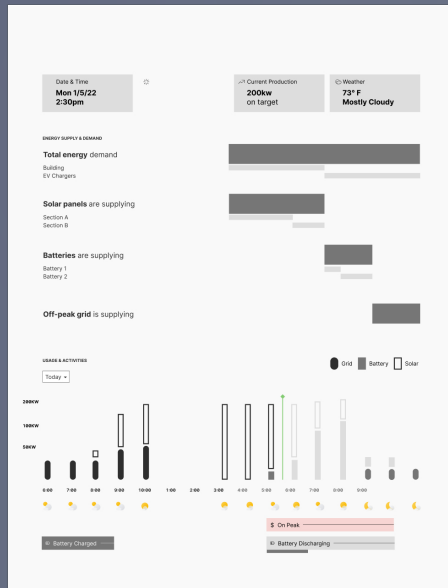 Date & Time
Mon 1/5/22
2:30pm
Current Production
200kw
on target
Weather
73° F
Mostly Cloudy
ENERGY SUPPLY & DEMAND
Total energy demand
Building
EV Chargers
Solar panels are supplying
Section A
Section B
Batteries are supplying
Battery 1
Battery 2
Off-peak grid is supplying
USAGE & ACTIVITIES
Grid Battery Solar
Today
200KW
100KW
50KW
6:00 7:00 8:00 9:00 10:00 1:00 2:00 3:00 4:00 5:00 6:00 7:00 8:00 9:00
$ On Peak
Battery Charged
Battery Discharging